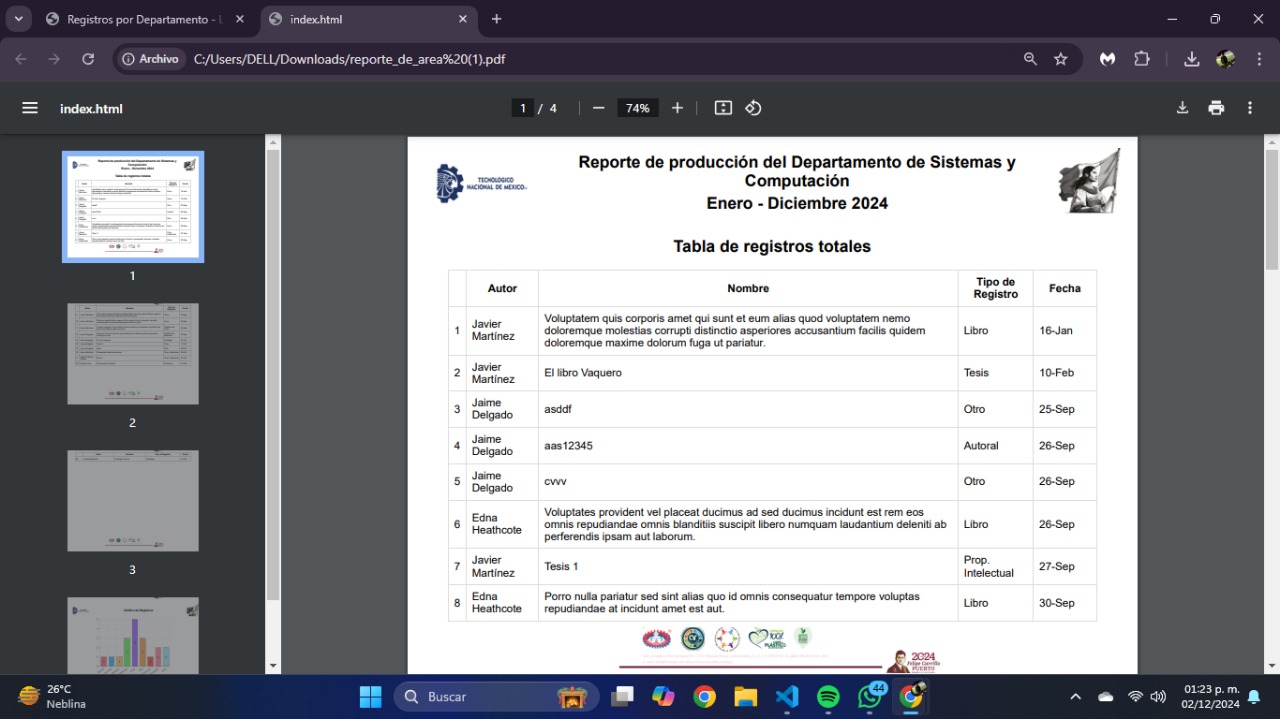 Registros por Departamento -
index.html
Archivo
C:/Users/DELL/Downloads/reporte_de_area%20(1).pdf
index.html
1 / 4
74%
1
2
3
TECNOLÓGICO
NACIONAL DE MÉXICO
Reporte de producción del Departamento de Sistemas y
Computación
Enero - Diciembre 2024
Tabla de registros totales
Autor Nombre Tipo de Registro Fecha
1 Javier Martínez Voluptatem quis corporis amet qui sunt et eum alias quod voluptatem nemo
doloremque molestias corrupti distinctio asperiores accusantium facilis quidem
doloremque maxime dolorum fuga ut pariatur. Libro 16-Jan
2 Javier Martínez El libro Vaquero Tesis 10-Feb
3 Jaime Delgado asddf Otro 25-Sep
4 Jaime Delgado aas12345 Autoral 26-Sep
5 Jaime Delgado cvvv Otro 26-Sep
6 Edna Heathcote Voluptates provident vel placeat ducimus ad sed ducimus incidunt est rem eos
omnis repudiandae omnis blanditiis suscipit libero numquam laudantium deleniti ab
perferendis ipsam aut laborum. Libro 26-Sep
7 Javier Martínez Tesis 1 Prop. Intelectual 27-Sep
8 Edna Heathcote Porro nulla pariatur sed sint alias quo id omnis consequatur tempore voluptas
repudiandae at incidunt amet est aut. Libro 30-Sep
2024
Felipe Carrillo
PUERTO
26°C
Neblina
Buscar
44
01:23 p. m.
02/12/2024